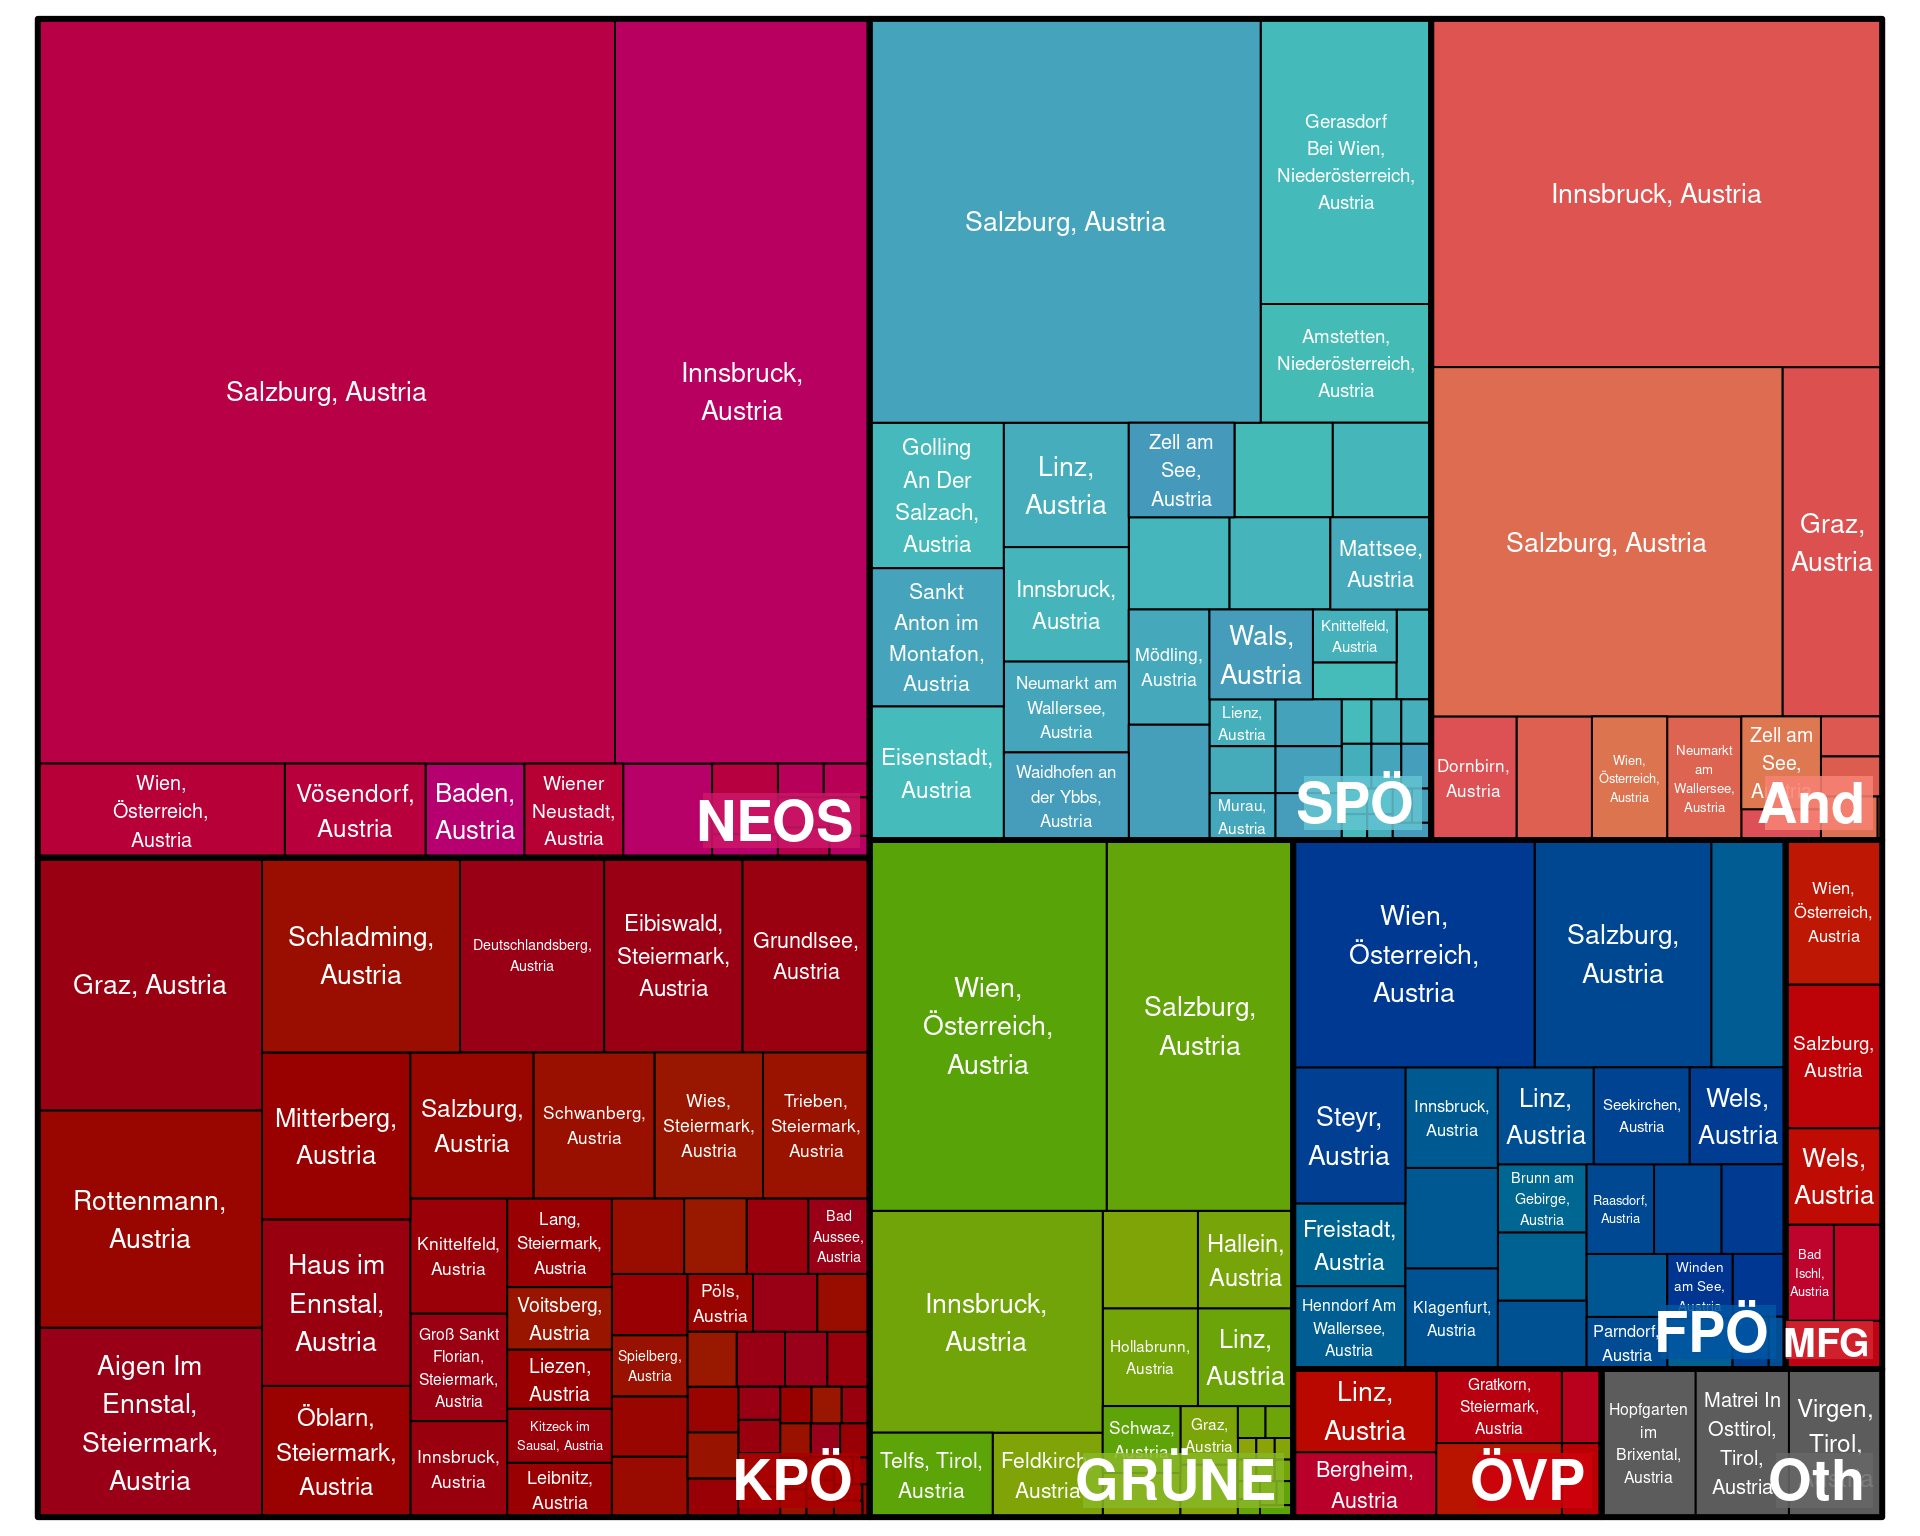 Salzburg, Austria
Innsbruck,
Austria
Wien,
Österreich,
Austria
Vösendorf,
Austria
Baden,
Austria
Wiener
Neustadt,
Austria
NEOS
Salzburg, Austria
Gerasdorf
Bei Wien,
Niederösterreich,
Austria
Amstetten,
Niederösterreich,
Austria
Golling
An Der
Salzach,
Austria
Linz,
Austria
Zell am
See,
Austria
Sankt
Anton im
Montafon,
Austria
Innsbruck,
Austria
Mattsee,
Austria
Neumarkt am
Wallersee,
Austria
Mödling,
Austria
Wals,
Austria
Knittelfeld,
Austria
Lienz,
Austria
Eisenstadt,
Austria
Waidhofen an
der Ybbs,
Austria
Murau,
Austria
SPÖ
Innsbruck, Austria
Salzburg, Austria
Graz,
Austria
Dornbirn,
Austria
Wien,
Österreich,
Austria
Neumarkt
am
Wallersee,
Austria
Zell am
See,
And
Graz, Austria
Schladming,
Austria
Deutschlandsberg,
Austria
Eibiswald,
Steiermark,
Austria
Grundlsee,
Austria
Rottenmann,
Austria
Mitterberg,
Austria
Salzburg,
Austria
Schwanberg,
Austria
Wies,
Steiermark,
Austria
Trieben,
Steiermark,
Austria
Aigen Im
Ennstal,
Steiermark,
Austria
Haus im
Ennstal,
Austria
Öblarn,
Steiermark,
Austria
Knittelfeld,
Austria
Groß Sankt
Florian,
Steiermark,
Austria
Innsbruck,
Austria
Lang,
Steiermark,
Austria
Voitsberg,
Austria
Liezen,
Austria
Kitzeck im
Sausal, Austria
Leibnitz,
Austria
Bad
Aussee,
Austria
Pöls,
Austria
Spielberg,
Austria
KPÖ
Wien,
Österreich,
Austria
Salzburg,
Austria
Innsbruck,
Austria
Hallein,
Austria
Hollabrunn,
Austria
Linz,
Austria
Telfs, Tirol,
Austria
Feldkirch,
Austria
Schwaz,
Austria
Graz,
Austria
GRÜNE
Wien,
Österreich,
Austria
Salzburg,
Austria
Steyr,
Austria
Innsbruck,
Austria
Linz,
Austria
Seekirchen,
Austria
Wels,
Austria
Freistadt,
Austria
Brunn am
Gebirge,
Austria
Raasdorf,
Austria
Henndorf Am
Wallersee,
Austria
Klagenfurt,
Austria
Winden
am See,
Austria
Parndorf,
Austria
FPÖ
Wien,
Österreich,
Austria
Salzburg,
Austria
Wels,
Austria
Bad
Ischl,
Austria
MFG
Linz,
Austria
Bergheim,
Austria
Gratkorn,
Steiermark,
Austria
ÖVP
Hopfgarten
im
Brixental,
Austria
Matrei In
Osttirol,
Tirol,
Austria
Virgen,
Tirol,
Oth